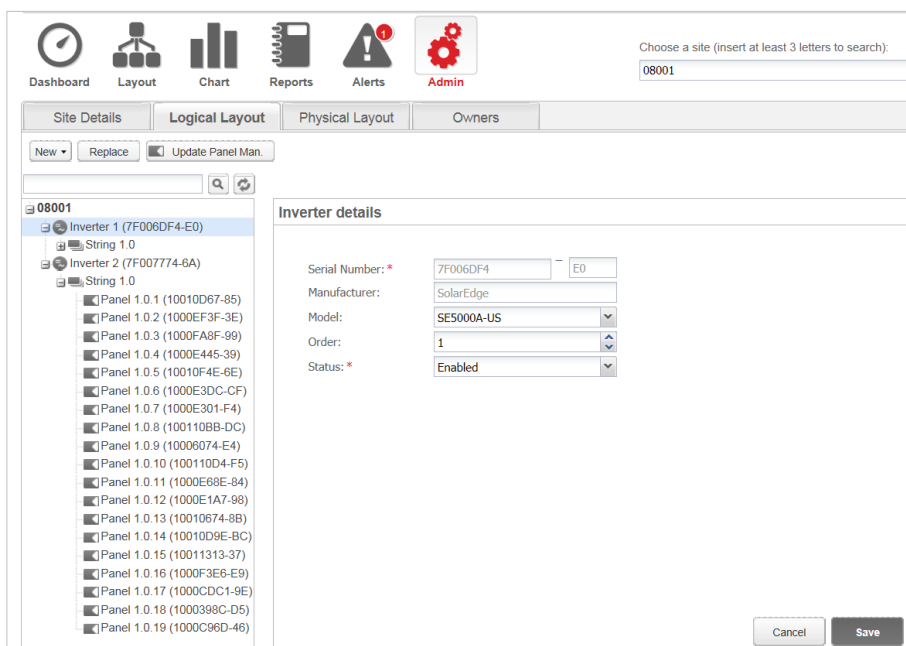 1
Choose a site (insert at least 3 letters to search):
Dashboard Layout Chart Reports Alerts Admin
08001
Site Details Logical Layout Physical Layout Owners
New Replace Update Panel Man.
08001
Inverter details
Inverter 1 (7F006DF4-E0)
String 1.0
Inverter 2 (7F007774-6A)
String 1.0
Panel 1.0.1 (10010D67-85)
Panel 1.0.2 (1000EF3F-3E)
Panel 1.0.3 (1000FA8F-99)
Panel 1.0.4 (1000E445-39)
Panel 1.0.5 (10010F4E-6E)
Panel 1.0.6 (1000E3DC-CF)
Panel 1.0.7 (1000E301-F4)
Panel 1.0.8 (100110BB-DC)
Panel 1.0.9 (10006074-E4)
Panel 1.0.10 (100110D4-F5)
Panel 1.0.11 (1000E68E-84)
Panel 1.0.12 (1000E1A7-98)
Panel 1.0.13 (10010674-8B)
Panel 1.0.14 (10010D9E-BC)
Panel 1.0.15 (10011313-37)
Panel 1.0.16 (1000F3E6-E9)
Panel 1.0.17 (1000CDC1-9E)
Panel 1.0.18 (1000398C-D5)
Panel 1.0.19 (1000C96D-46)
Serial Number: * 7F006DF4 – E0
Manufacturer: SolarEdge
Model: SE5000A-US
Order: 1
Status: * Enabled
Cancel Save